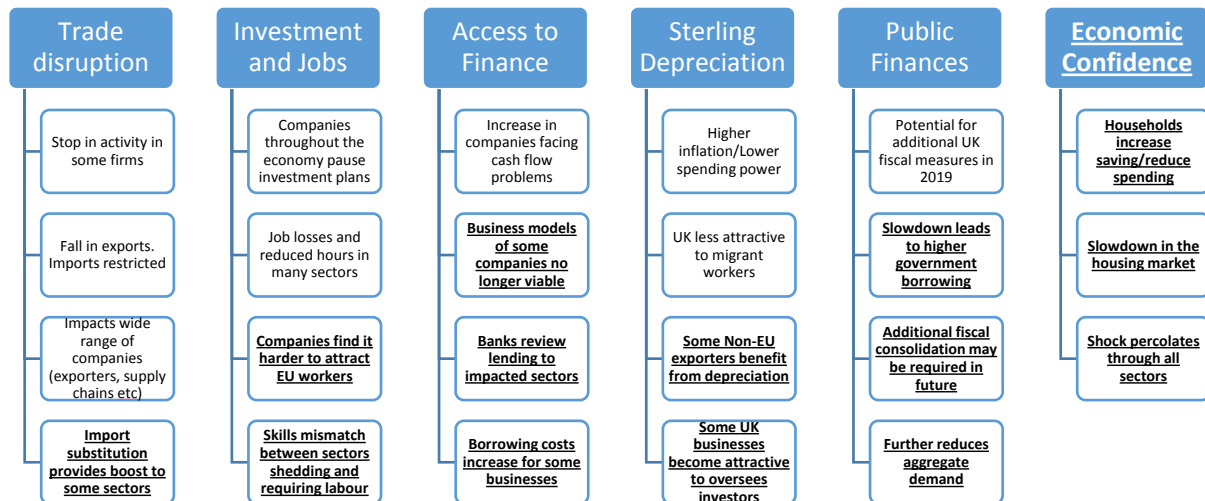 Trade
disruption
Stop in activity in
some firms
Fall in exports.
Imports restricted
Impacts wide
range of
companies
(exporters, supply
chains etc)
Import
substitution
provides boost to
some sectors
Investment
and Jobs
Companies
throughout the
economy pause
investment plans
Job losses and
reduced hours in
many sectors
Companies find it
harder to attract
EU workers
Skills mismatch
between sectors
shedding and
requiring labour
Access to
Finance
Increase in
companies facing
cash flow
problems
Business models
of some
companies no
longer viable
Banks review
lending to
impacted sectors
Borrowing costs
increase for some
businesses
Sterling
Depreciation
Higher
inflation/Lower
spending power
UK less attractive
to migrant
workers
Some Non-EU
exporters benefit
from depreciation
Some UK
businesses
become attractive
to oversees
investors
Public
Finances
Potential for
additional UK
fiscal measures in
2019
Slowdown leads
to higher
government
borrowing
Additional fiscal
consolidation may
be required in
future
Further reduces
aggregate
demand
Economic
Confidence
Households
increase
saving/reduce
spending
Slowdown in the
housing market
Shock percolates
through all
sectors